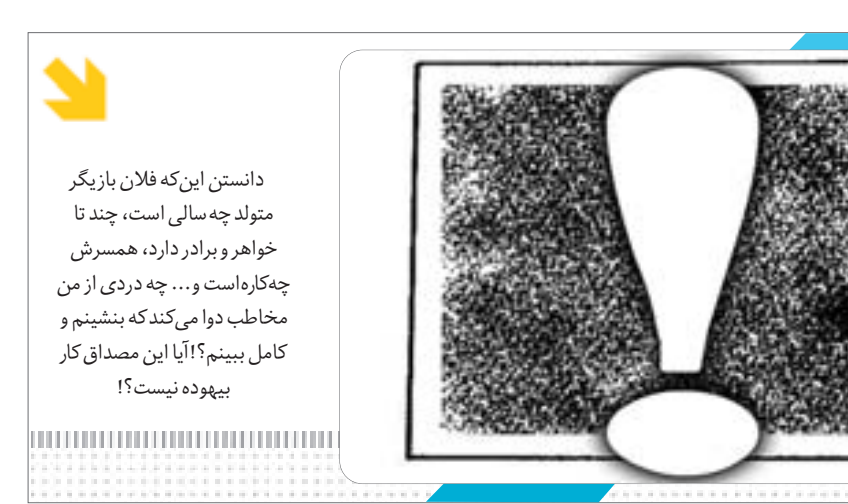 دانستن این‌که فلان بازیگر
متولد چه سالی است، چند تا
خواهر و برادر دارد، همسرش
چه‌کاره‌است و... چه دردی از من
مخاطب دوا می‌کند که بنشینم و
کامل ببینم؟!آیا این مصداق کار
بیهوده نیست؟!